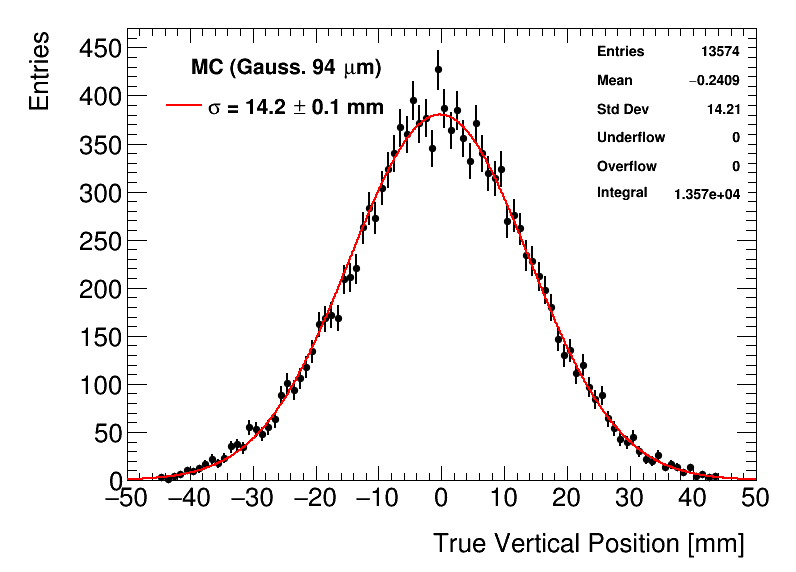 Entries
450
400
350
300
250
200
150
100
50
0
MC (Gauss. 94 μm)
σ = 14.2 ± 0.1 mm
Entries 13574
Mean −0.2409
Std Dev 14.21
Underflow 0
Overflow 0
Integral 1.357e+04
−50 −40 −30 −20 −10 0 10 20 30 40 50
True Vertical Position [mm]